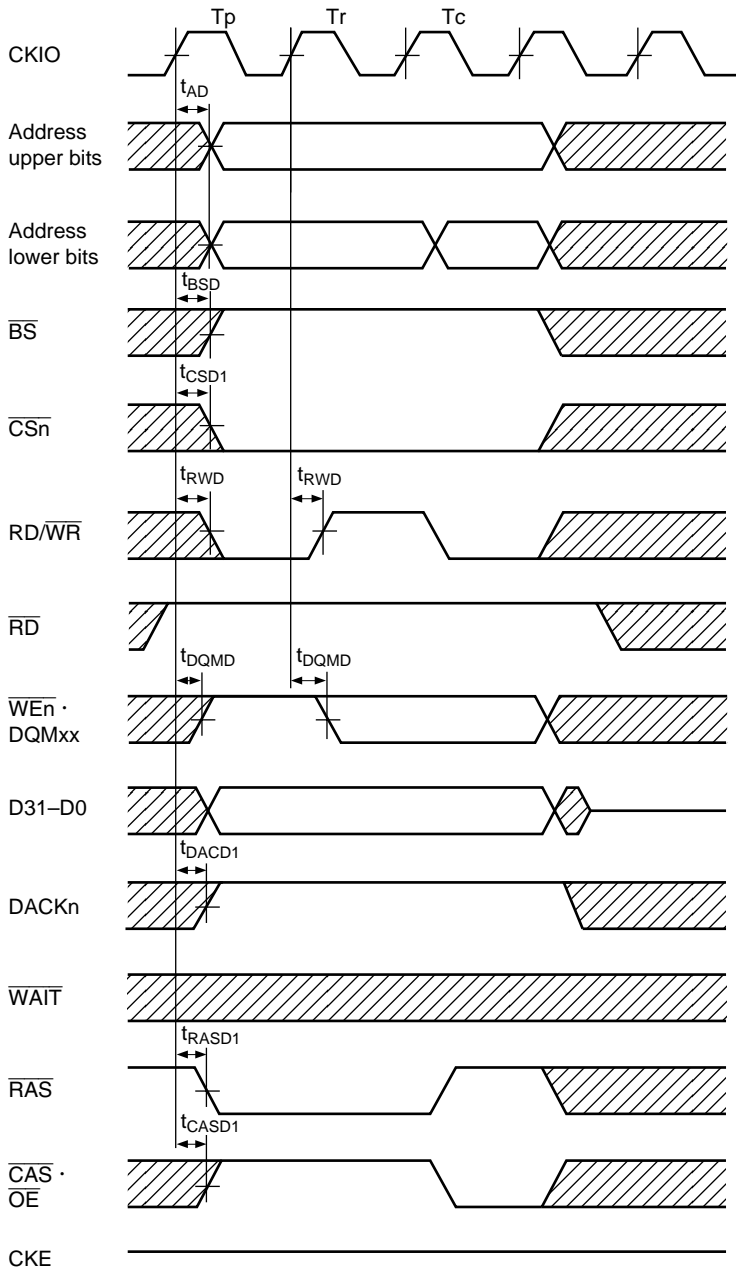 Tp Tr Tc
CKIO
tAD
Address
upper bits
Address
lower bits
tBSD
BS
tCSD1
CSn
tRWD tRWD
RD/WR
RD
tDQMD tDQMD
WEn ·
DQMxx
D31–D0
tDACD1
DACKn
WAIT
tRASD1
RAS
tCASD1
CAS ·
OE
CKE